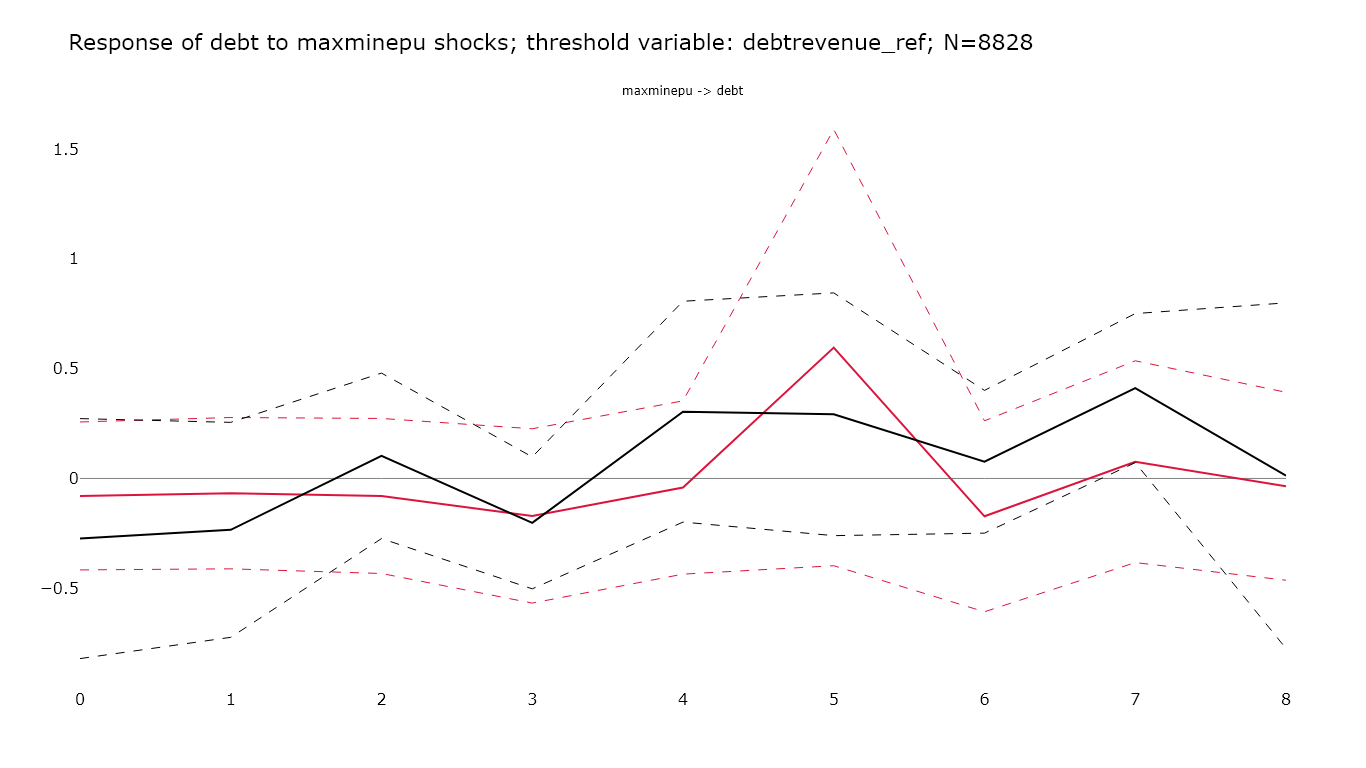 Response of debt to maxminepu shocks; threshold variable: debtrevenue_ref; N=8828
maxminepu -> debt
1.5
1
0.5
0
−0.5
0 1 2 3 4 5 6 7 8